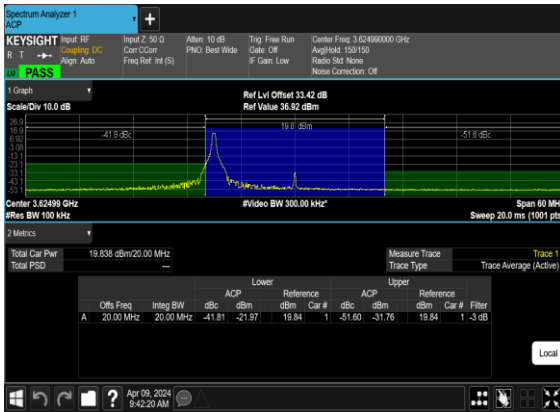 Spectrum Analyzer 1
ACP
KEYSIGHT Input: RF Input Z: 50 Ω Atten: 10 dB Trig: Free Run Center Freq: 3.624990000 GHz
R T Coupling: DC Corr CCorr PNO: Best Wide Gate: Off Avg|Hold: 150/150
Align: Auto Freq Ref: Int (S) IF Gain: Low Radio Std: None
PASS Noise Correction: Off
1 Graph
Scale/Div 10.0 dB
Ref Lvl Offset 33.42 dB
Ref Value 36.92 dBm
26.9
16.9
6.92
-3.08
-13.1
-23.1
-33.1
-43.1
-53.1
-41.8 dBc
19.8 dBm
-51.6 dBc
Center 3.62499 GHz #Video BW 300.00 kHz* Span 60 MH
#Res BW 100 kHz Sweep 20.0 ms (1001 pts
2 Metrics
Total Car Pwr 19.838 dBm/20.00 MHz Measure Trace Trace 1
Total PSD — Trace Type Trace Average (Active)
Lower Upper
ACP Reference ACP Reference
Offs Freq Integ BW dBc dBm dBm Car # dBc dBm dBm Car # Filter
A 20.00 MHz 20.00 MHz -41.81 -21.97 19.84 1 -51.60 -31.76 19.84 1 -3 dB
Local
Apr 09, 2024
9:42:20 AM